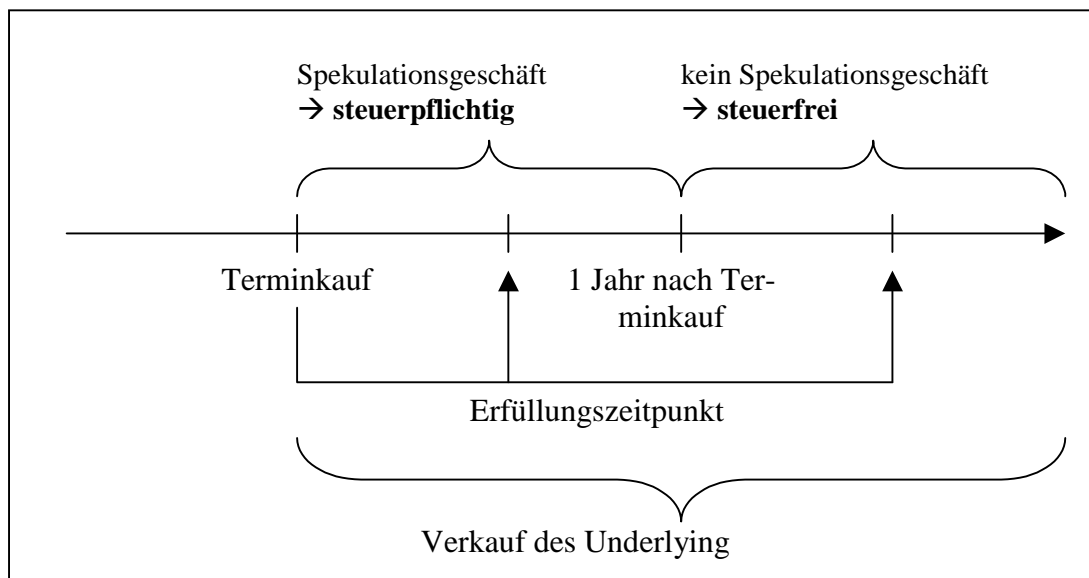 Spekulationsgeschäft
→ steuerpflichtig
kein Spekulationsgeschäft
→ steuerfrei
Terminkauf
1 Jahr nach Ter-
minkauf
Erfüllungszeitpunkt
Verkauf des Underlying